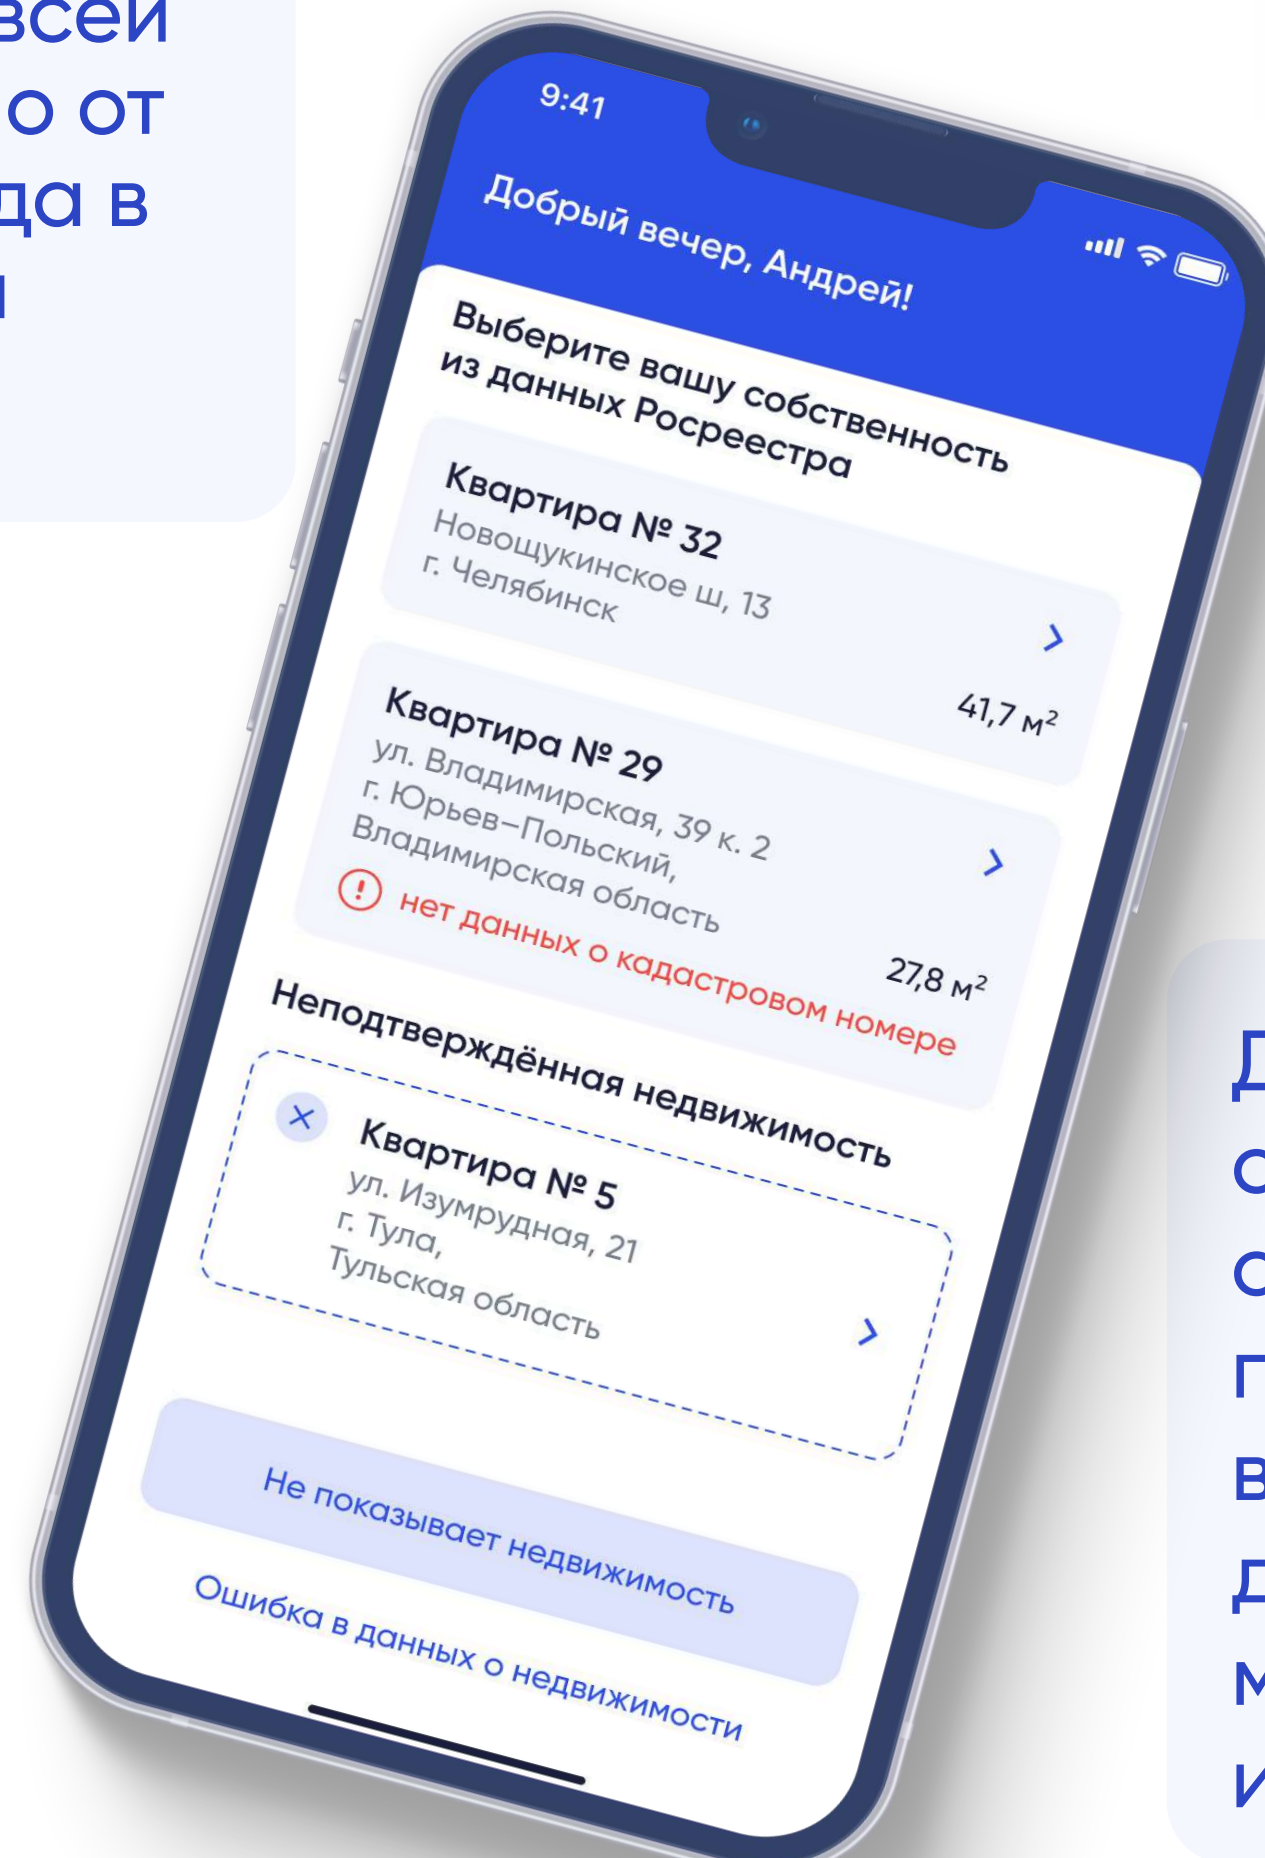 всей
о от
да в
9:41
Добрый вечер, Андрей!
Выберите вашу собственность
из данных Росреестра
Квартира № 32
Новощукинское ш, 13
г. Челябинск
41,7 м²
Квартира № 29
ул. Владимирская, 39 к. 2
г. Юрьев–Польский,
Владимирская область
27,8 м²
нет данных о кадастровом номере
Неподтверждённая недвижимость
Квартира № 5
ул. Изумрудная, 21
г. Тула,
Тульская область
Не показывает недвижимость
Ошибка в данных о недвижимости